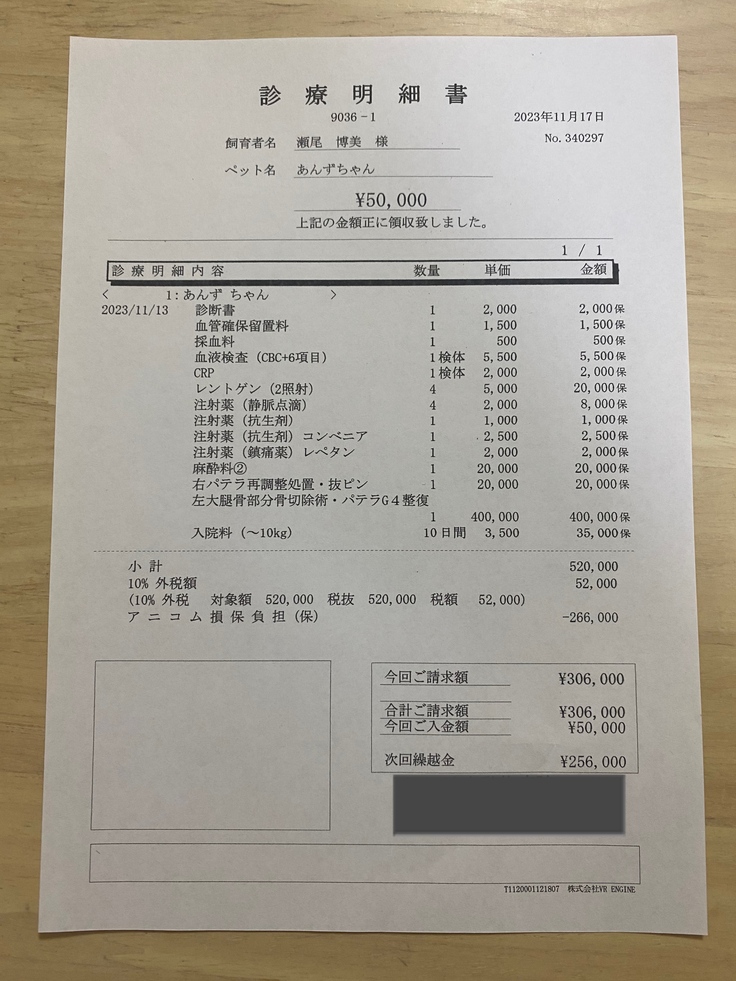 診療明細書
9036-1
2023年11月17日
飼育者名 瀬尾 博美 様
No. 340297
ペット名 あんずちゃん
¥50,000
上記の金額正に領収致しました。
1 / 1
診療明細内容 数量 単価 金額
< 1:あんず ちゃん >
2023/11/13 診断書 1 2,000 2,000保
血管確保留置料 1 1,500 1,500保
採血料 1 500 500保
血液検査 (CBC+6項目) 1検体 5,500 5,500保
CRP 1検体 2,000 2,000保
レントゲン (2照射) 4 5,000 20,000保
注射薬 (静脈点滴) 4 2,000 8,000保
注射薬 (抗生剤) 1 1,000 1,000保
注射薬 (抗生剤) コンベニア 1 2,500 2,500保
注射薬 (鎮痛薬) レペタン 1 2,000 2,000保
麻酔料② 1 20,000 20,000保
右パテラ再調整処置・抜ピン 1 20,000 20,000保
左大腿骨部分骨切除術・パテラG4整復
1 400,000 400,000保
入院料 (～10kg) 10日間 3,500 35,000保
小計 520,000
10% 外税額 52,000
(10% 外税 対象額 520,000 税抜 520,000 税額 52,000)
アニコム損保負担(保) -266,000
今回ご請求額 ¥306,000
合計ご請求額 ¥306,000
今回ご入金額 ¥50,000
次回繰越金 ¥256,000
T1120001121807 株式会社VR ENGINE